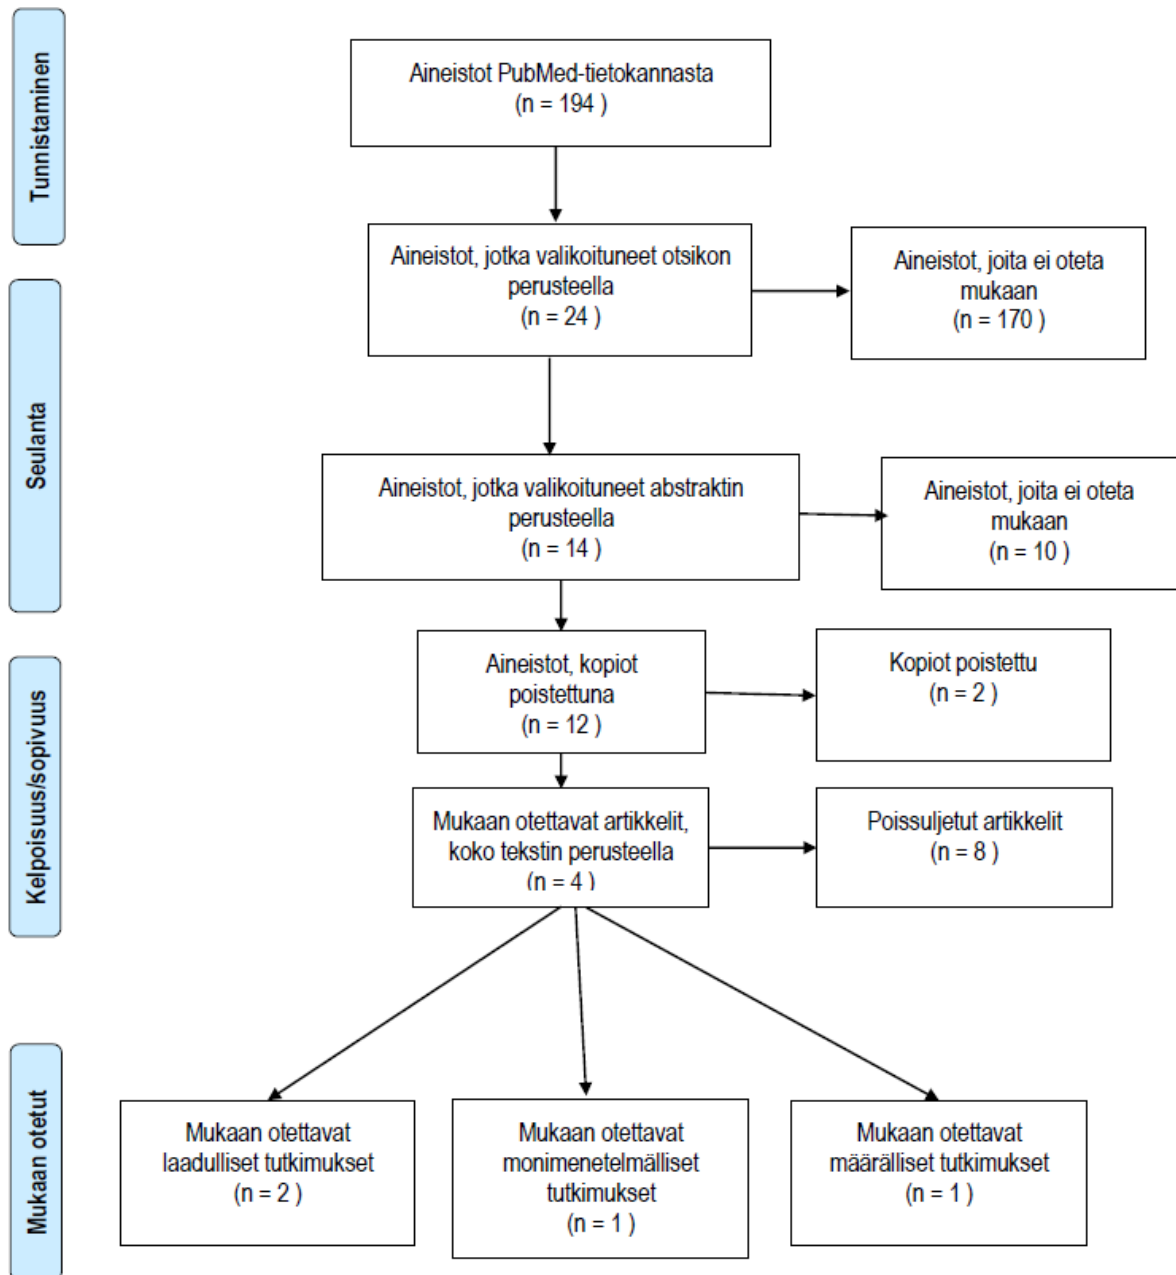 Tunnistaminen
Aineistot PubMed-tietokannasta
(n = 194 )
Aineistot, jotka valikoituneet otsikon
perusteella
(n = 24 )
Aineistot, joita ei oteta
mukaan
(n = 170 )
Seulanta
Aineistot, jotka valikoituneet abstraktin
perusteella
(n = 14 )
Aineistot, joita ei oteta
mukaan
(n = 10 )
Kelpoisuus/sopivuus
Aineistot, kopiot
poistettuna
(n = 12 )
Kopiot poistettu
(n = 2 )
Mukaan otettavat artikkelit,
koko tekstin perusteella
(n = 4 )
Poissuljetut artikkelit
(n = 8 )
Mukaan otetut
Mukaan otettavat
laadulliset tutkimukset
(n = 2 )
Mukaan otettavat
monimenetelmälliset
tutkimukset
(n = 1 )
Mukaan otettavat
määrälliset tutkimukset
(n = 1 )